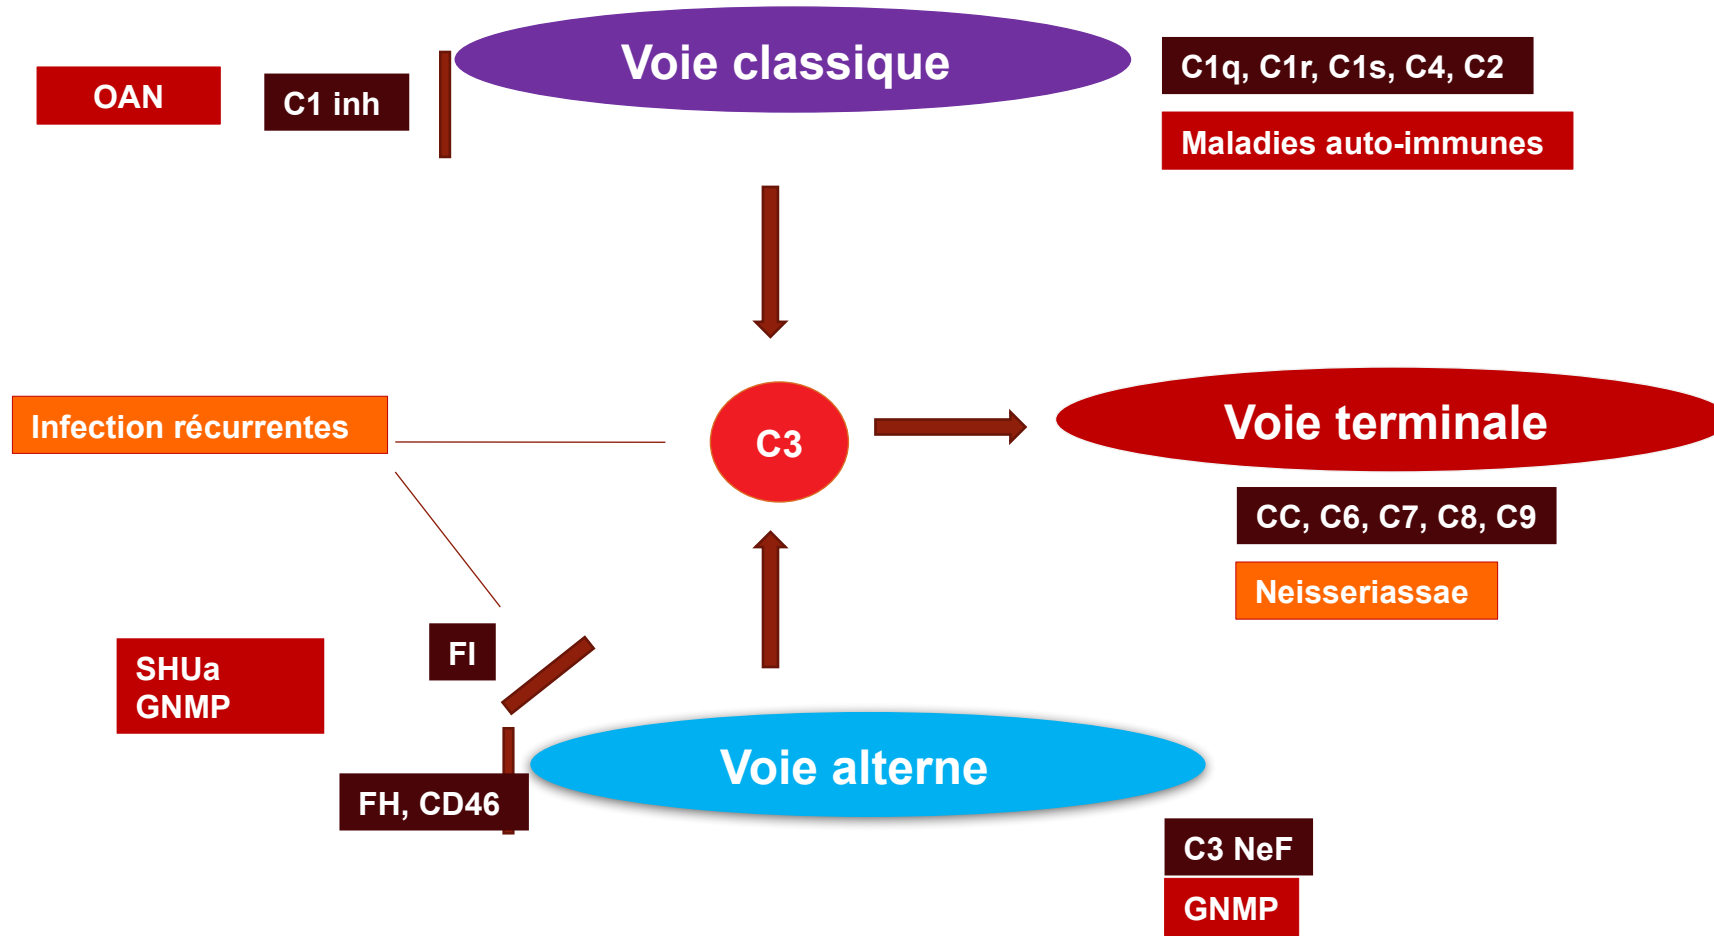 Voie classique
C1q, C1r, C1s, C4, C2
OAN
C1 inh
Maladies auto-immunes
Infection récurrentes
C3
Voie terminale
CC, C6, C7, C8, C9
Neisseriassae
FI
SHUa
GNMP
Voie alterne
FH, CD46
C3 NeF
GNMP